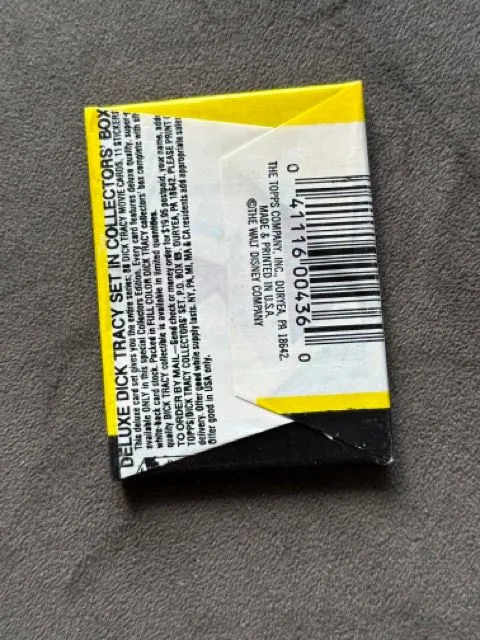 DELUXE DICK TRACY SET IN COLLECTORS' BOX
This deluxe card set gives you the entire series: 88 DICK TRACY MOVIE CARDS, 11 STICKERS
available ONLY in this special Collectors Edition. Every card features deluxe quality, super
white-back card stock. Packed in FULL COLOR DICK TRACY collectors' box complete with
quality DICK TRACY collectible is available in limited quantities.
TO ORDER BY MAIL—Send check or money order for $19.95 postpaid, your name,
TOPPS/DICK TRACY COLLECTORS' SET, P.O. BOX DURYEA, PA 18642. PLEASE PRINT
delivery. Offer good while supply lasts. NY, PA, MI, MA & CA residents add appropriate
Offer good in USA only.
THE TOPPS COMPANY, INC., DURYEA, PA 18642.
MADE & PRINTED IN U.S.A.
©THE WALT DISNEY COMPANY
0 41116 00436 0